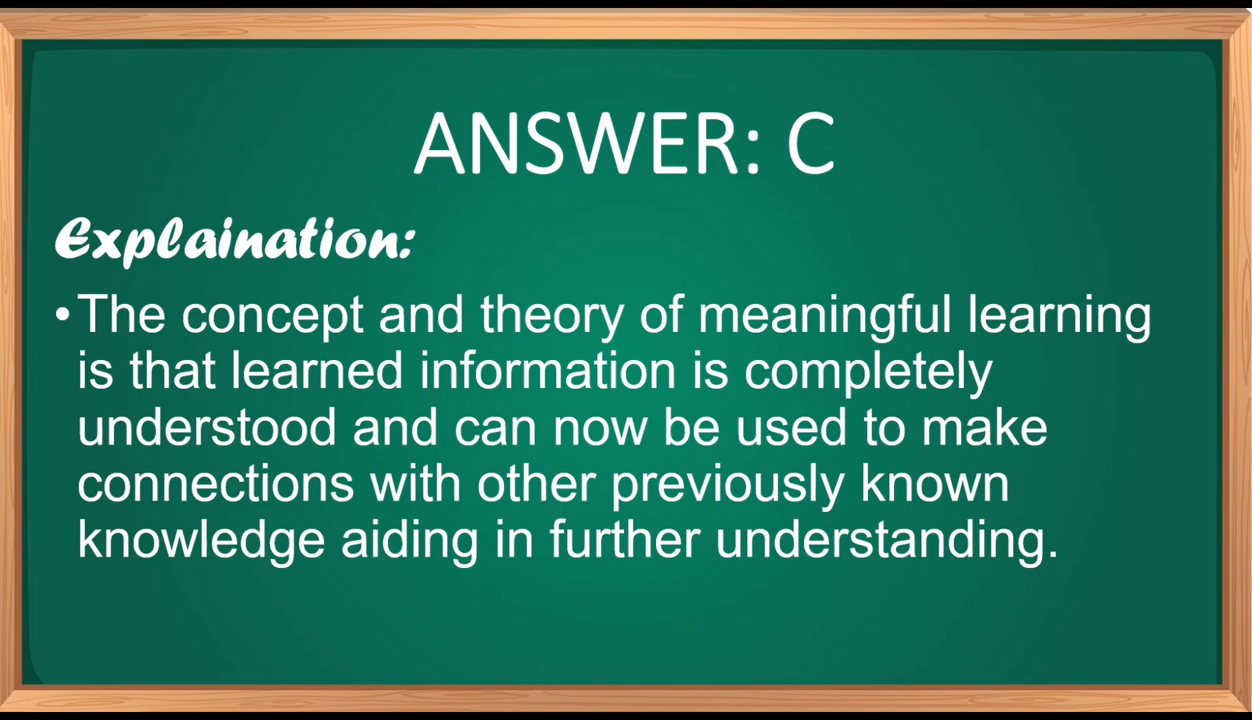 ANSWER: C
Explaination:
•The concept and theory of meaningful learning
is that learned information is completely
understood and can now be used to make
connections with other previously known
knowledge aiding in further understanding.